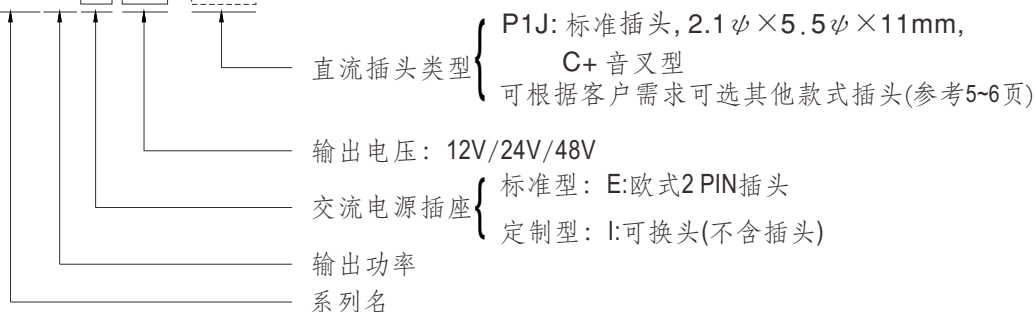 P1J: 标准插头, 2.1ψ×5.5ψ×11mm,
直流插头类型
C+ 音叉型
可根据客户需求可选其他款式插头(参考5~6页)
输出电压: 12V/24V/48V
标准型: E:欧式2 PIN插头
交流电源插座
定制型: I:可换头(不含插头)
输出功率
系列名